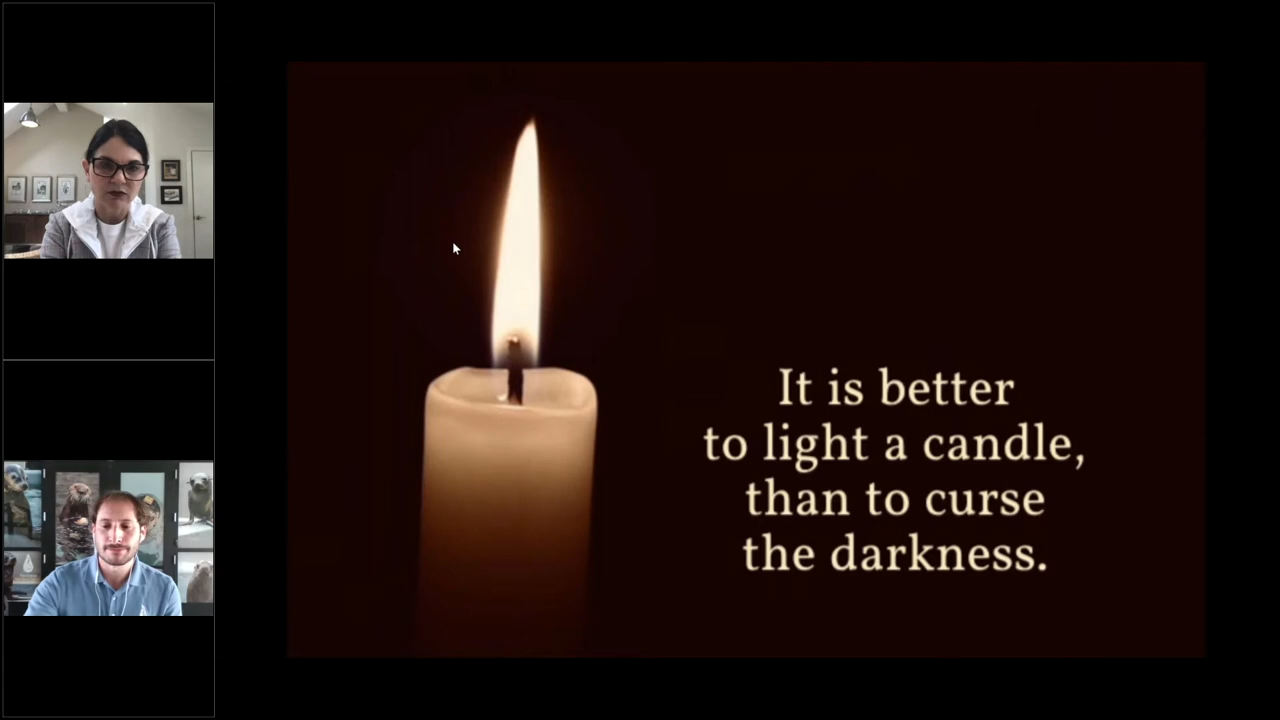 It is better
to light a candle,
than to curse
the darkness.